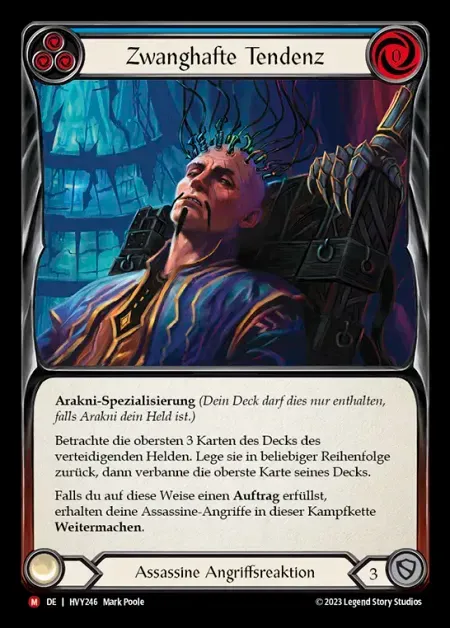 Zwanghafte Tendenz
0
Arakni-Spezialisierung (Dein Deck darf dies nur enthalten,
falls Arakni dein Held ist.)
Betrachte die obersten 3 Karten des Decks des
verteidigenden Helden. Lege sie in beliebiger Reihenfolge
zurück, dann verbanne die oberste Karte seines Decks.
Falls du auf diese Weise einen Auftrag erfüllst,
erhalten deine Assassine-Angriffe in dieser Kampfkette
Weitermachen.
Assassine Angriffsreaktion
3
M DE | HVY246 Mark Poole
© 2023 Legend Story Studios